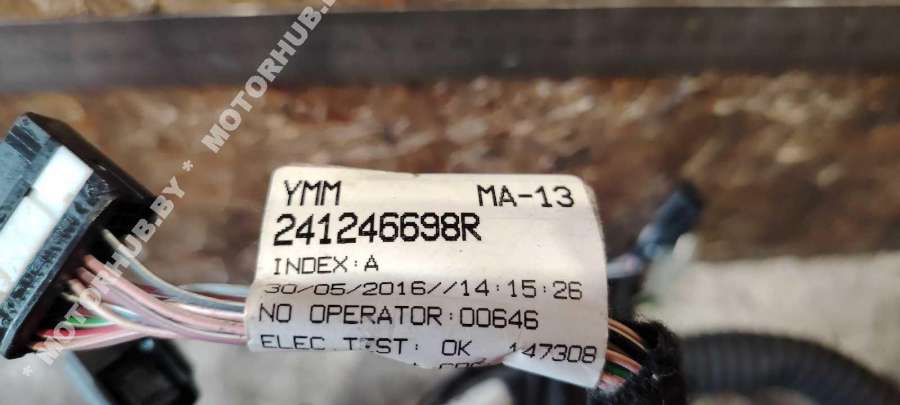 MOTORHUB.BY * MOTORHUB
YMM MA-13
241246698R
INDEX:A
30/05/2016//14:15:26
NO OPERATOR:00646
ELEC TEST: OK 147308